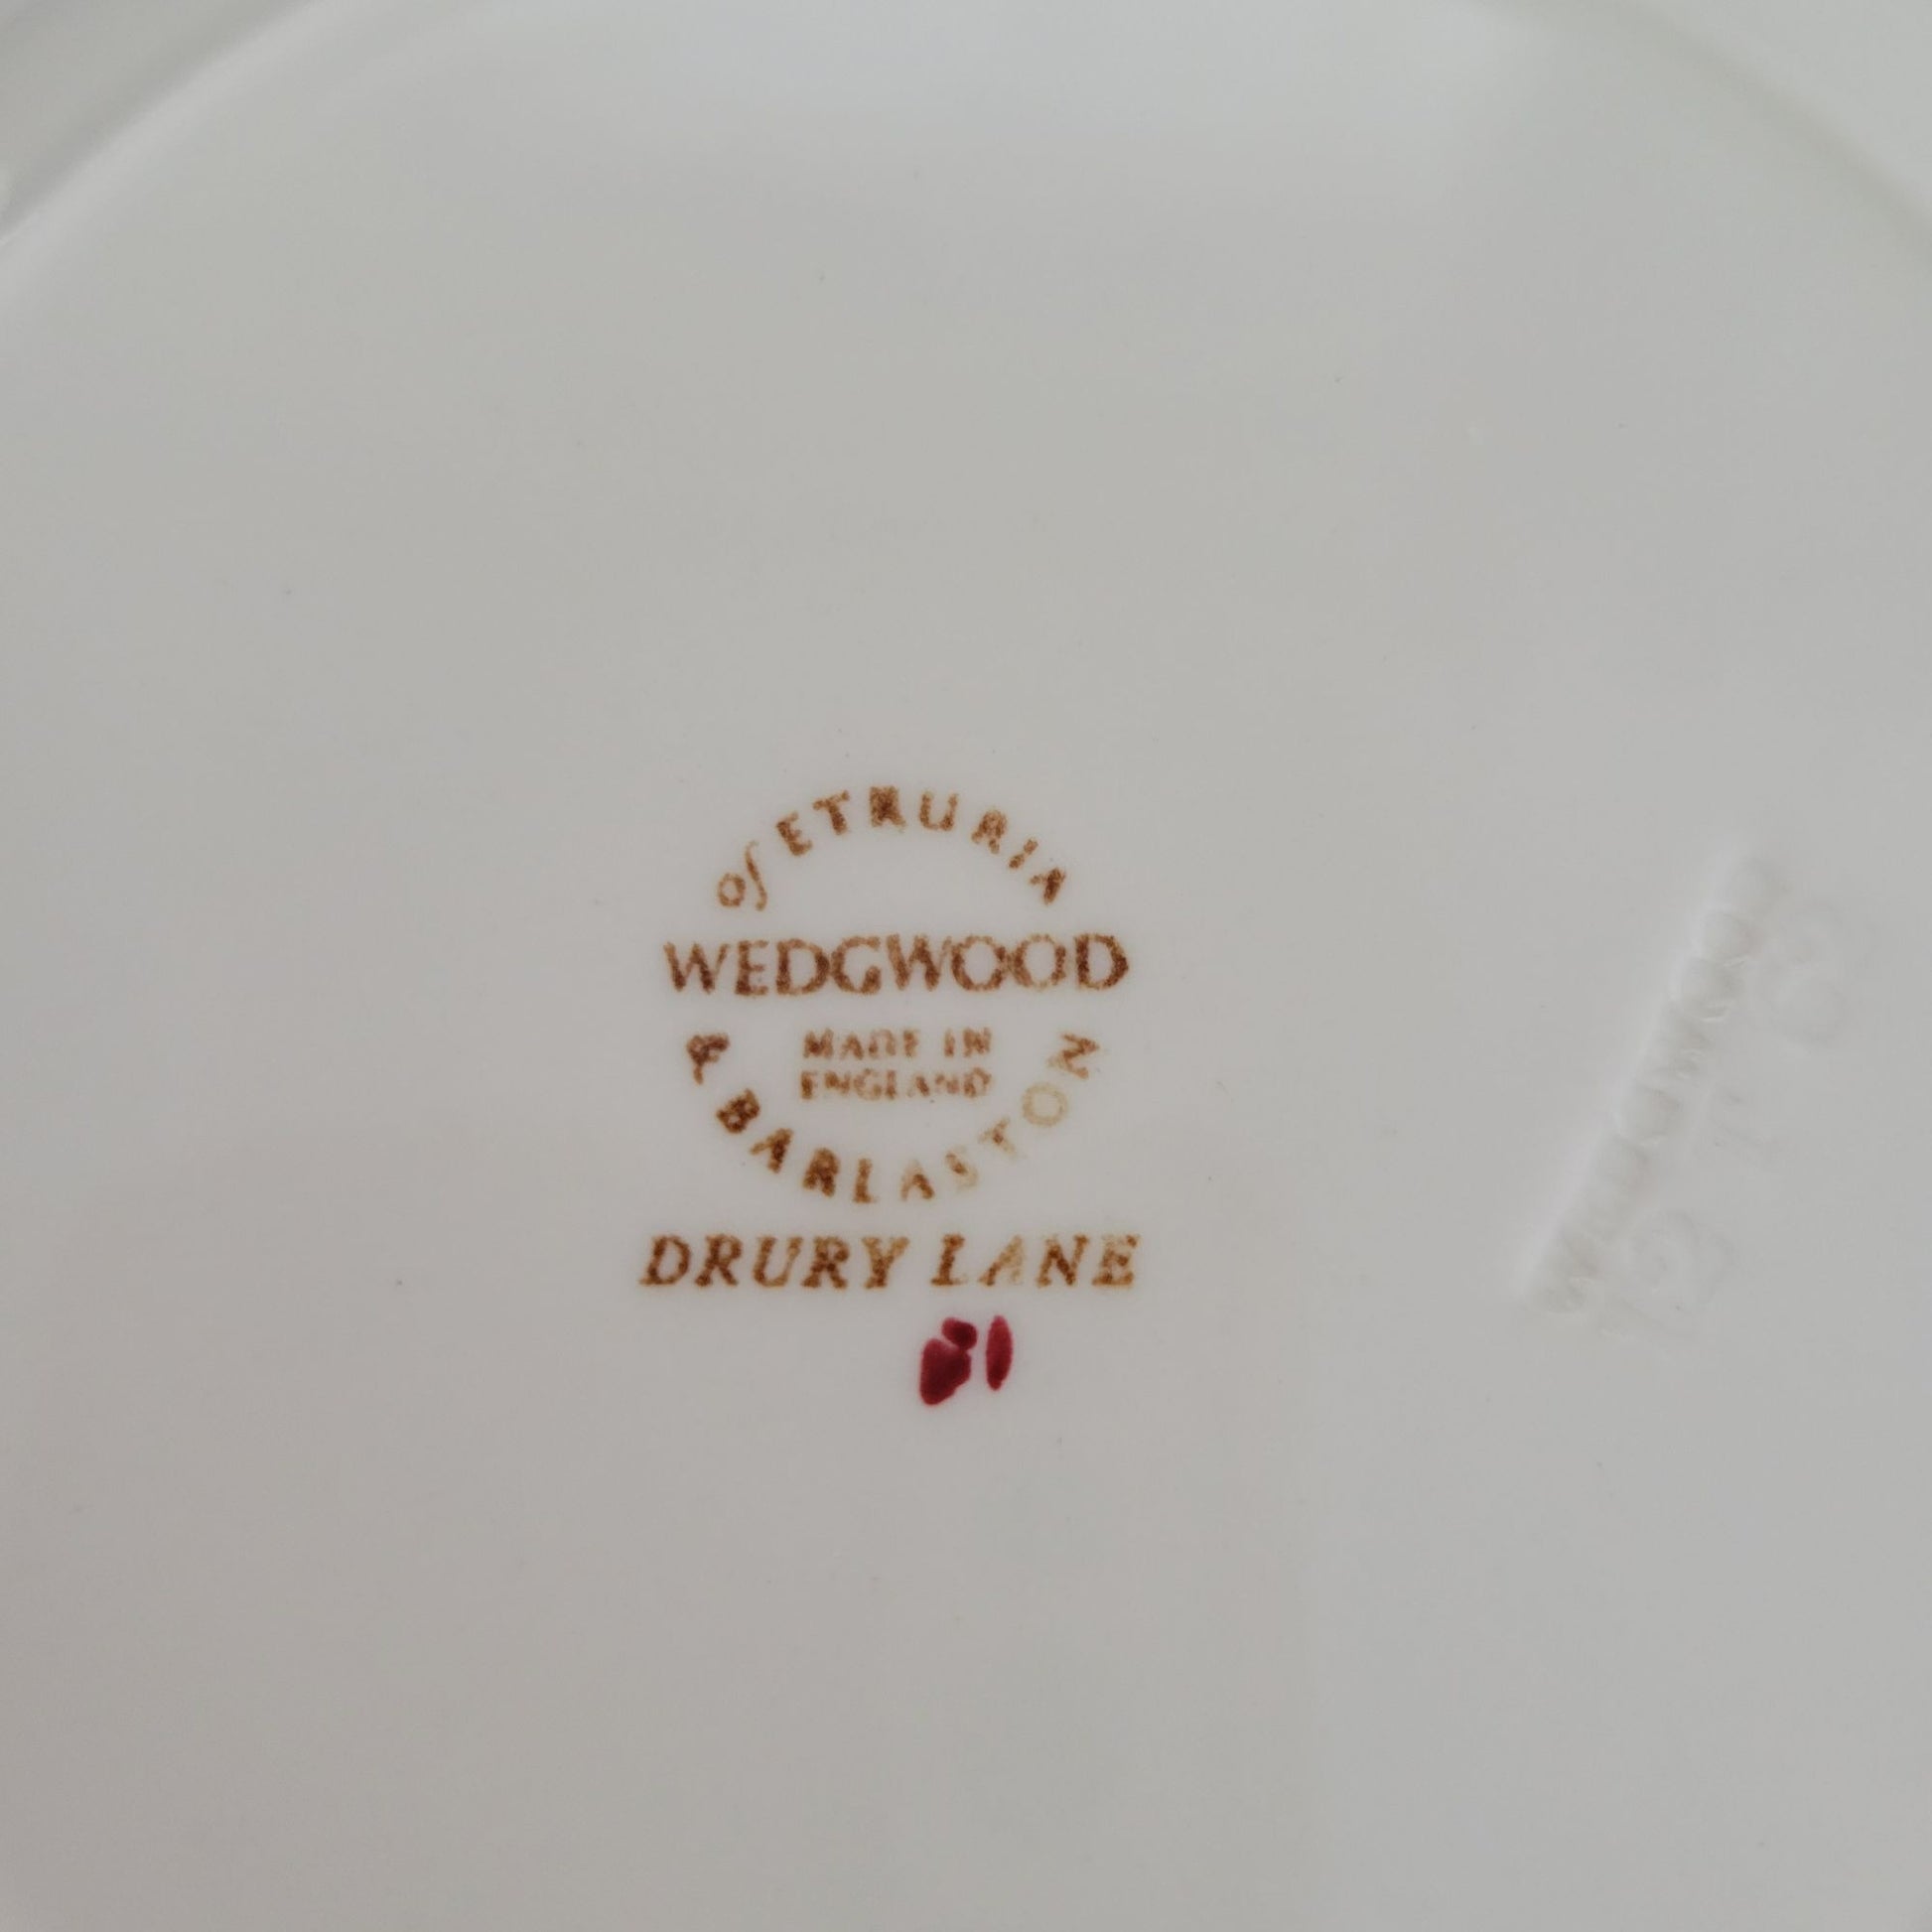 of ETRURIA
WEDGWOOD
MADE IN
ENGLAND
& BARLASTON
DRURY LANE